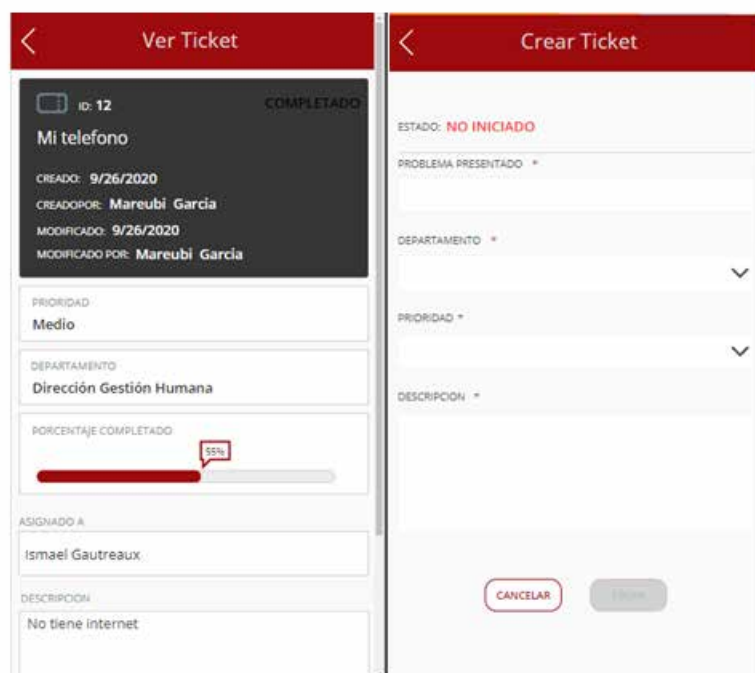 Ver Ticket
ID: 12
COMPLETADO
Mi telefono
CREADO: 9/26/2020
CREADOPOR: Mareubi Garcia
MODIFICADO: 9/26/2020
MODIFICADO POR: Mareubi Garcia
PRIORIDAD
Medio
DEPARTAMENTO
Dirección Gestión Humana
PORCENTAJE COMPLETADO
55%
ASIGNADO A
Ismael Gautreaux
DESCRIPCION
No tiene internet
Crear Ticket
ESTADO: NO INICIADO
PROBLEMA PRESENTADO *
DEPARTAMENTO *
PRIORIDAD *
DESCRIPCION *
CANCELAR